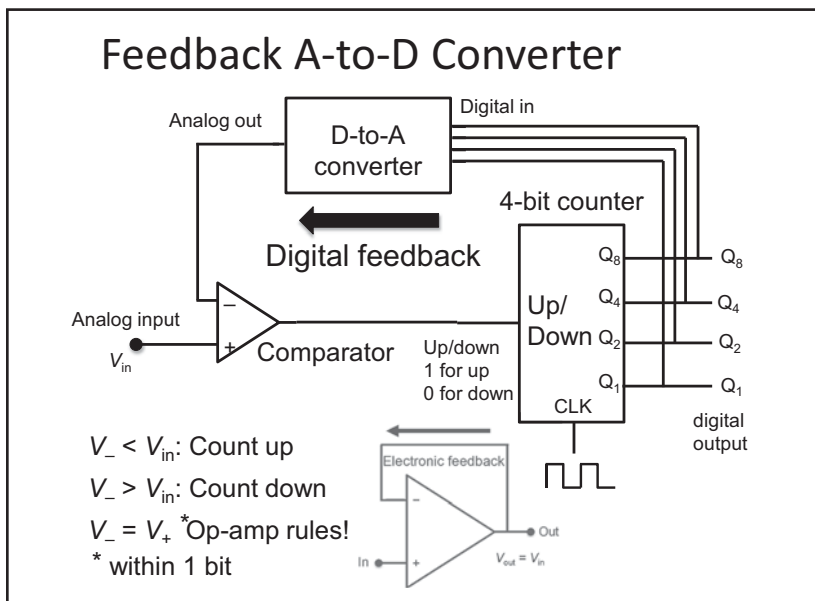 Feedback A-to-D Converter
Digital in
Analog out
D-to-A
converter
4-bit counter
Digital feedback
Q8
Q8
Q4
Q4
Up/
Down
Q2
Q2
Q1
Q1
CLK
Analog input
Vin
−
+
Comparator
Up/down
1 for up
0 for down
digital
output
V− < Vin: Count up
V− > Vin: Count down
V− = V+ *Op-amp rules!
* within 1 bit
Electronic feedback
−
+
In
Out
Vout = Vin